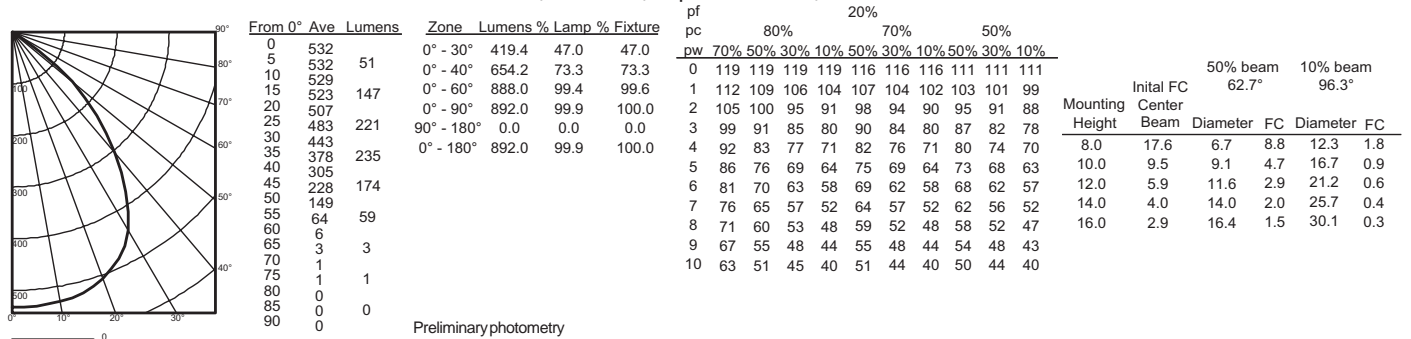 90°
80°
70°
60°
50°
40°
100
200
300
400
500
0° 10° 20° 30°
0
From 0° Ave Lumens
0 532
5 532 51
10 529
15 523 147
20 507
25 483 221
30 443
35 378 235
40 305
45 228 174
50 149
55 64 59
60 6
65 3 3
70 1
75 1 1
80 0
85 0 0
90 0
Zone Lumens % Lamp % Fixture
0° - 30° 419.4 47.0 47.0
0° - 40° 654.2 73.3 73.3
0° - 60° 888.0 99.4 99.6
0° - 90° 892.0 99.9 100.0
90° - 180° 0.0 0.0 0.0
0° - 180° 892.0 99.9 100.0
Preliminary photometry
pf 20%
pc 80% 70% 50%
pw 70% 50% 30% 10% 50% 30% 10% 50% 30% 10%
0 119 119 119 119 116 116 116 111 111 111
1 112 109 106 104 107 104 102 103 101 99
2 105 100 95 91 98 94 90 95 91 88
3 99 91 85 80 90 84 80 87 82 78
4 92 83 77 71 82 76 71 80 74 70
5 86 76 69 64 75 69 64 73 68 63
6 81 70 63 58 69 62 58 68 62 57
7 76 65 57 52 64 57 52 62 56 52
8 71 60 53 48 59 52 48 58 52 47
9 67 55 48 44 55 48 44 54 48 43
10 63 51 45 40 51 44 40 50 44 40
50% beam 10% beam
Inital FC 62.7° 96.3°
Mounting Center
Height Beam Diameter FC Diameter FC
8.0 17.6 6.7 8.8 12.3 1.8
10.0 9.5 9.1 4.7 16.7 0.9
12.0 5.9 11.6 2.9 21.2 0.6
14.0 4.0 14.0 2.0 25.7 0.4
16.0 2.9 16.4 1.5 30.1 0.3